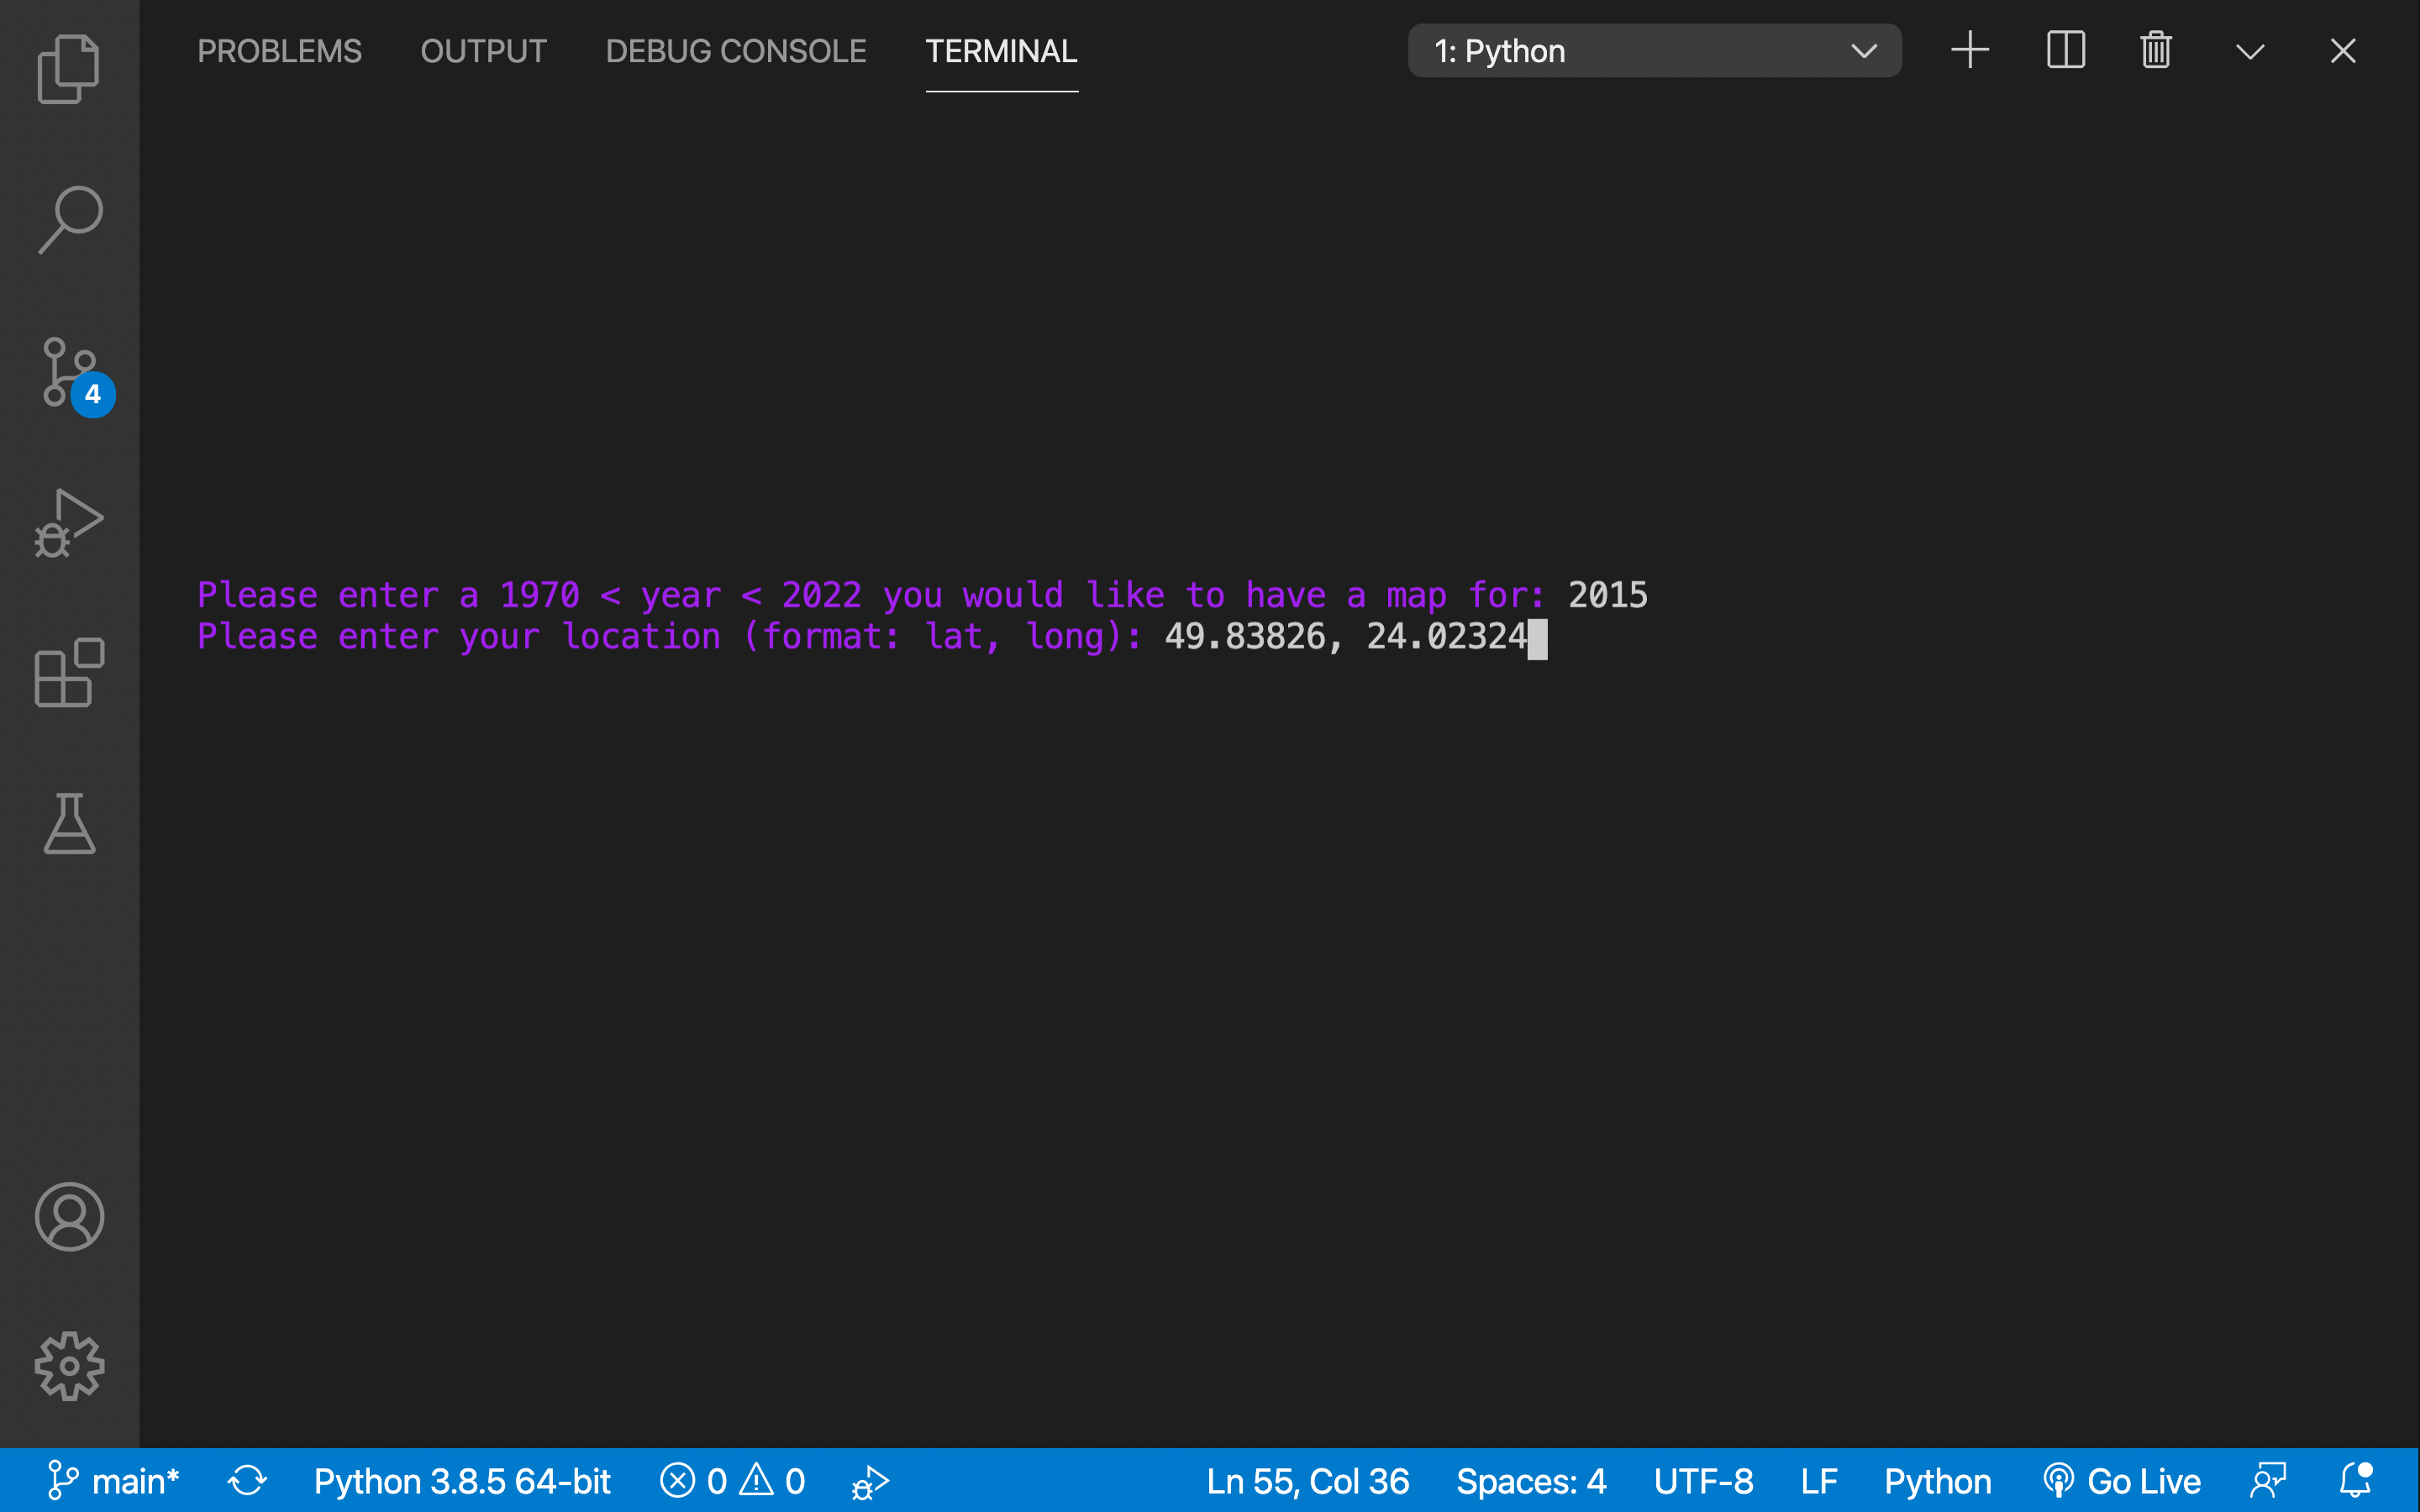 PROBLEMS OUTPUT DEBUG CONSOLE TERMINAL 1: Python
4
Please enter a 1970 < year < 2022 you would like to have a map for: 2015
Please enter your location (format: lat, long): 49.83826, 24.02324
main* Python 3.8.5 64-bit 0 0 Ln 55, Col 36 Spaces: 4 UTF-8 LF Python Go Live